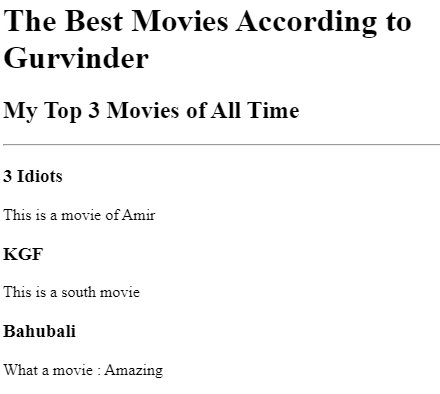 The Best Movies According to
Gurvinder
My Top 3 Movies of All Time
3 Idiots
This is a movie of Amir
KGF
This is a south movie
Bahubali
What a movie : Amazing